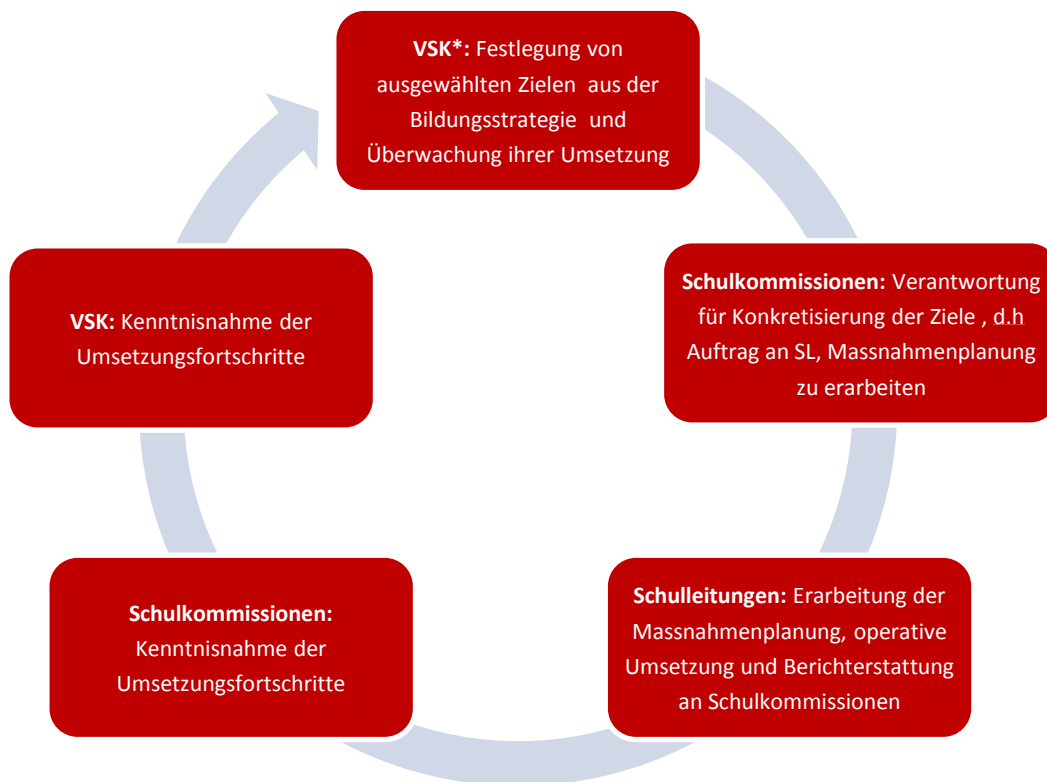 VSK*: Festlegung von
ausgewählten Zielen aus der
Bildungsstrategie und
Überwachung ihrer Umsetzung
Schulkommissionen: Verantwortung
für Konkretisierung der Ziele , d.h
Auftrag an SL, Massnahmenplanung
zu erarbeiten
Schulleitungen: Erarbeitung der
Massnahmenplanung, operative
Umsetzung und Berichterstattung
an Schulkommissionen
Schulkommissionen:
Kenntnisnahme der
Umsetzungsfortschritte
VSK: Kenntnisnahme der
Umsetzungsfortschritte